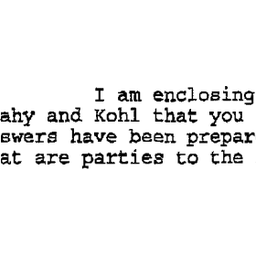 I am enclosing
ahy and Kohl that you
swers have been prepar
at are parties to the